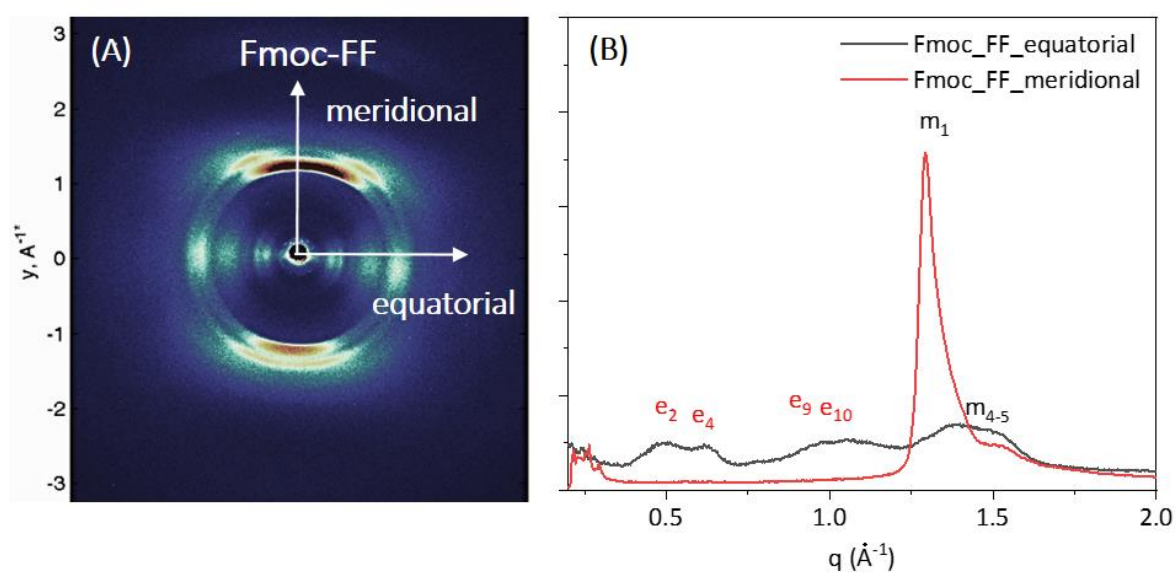 (A)
Fmoc-FF
meridional
equatorial
3
2
1
0
-1
-2
-3
y, A⁻¹*
(B)
Fmoc_FF_equatorial
Fmoc_FF_meridional
m₁
e₂ e₄
e₉ e₁₀
m₄₋₅
0.5 1.0 1.5 2.0
q (Å⁻¹)